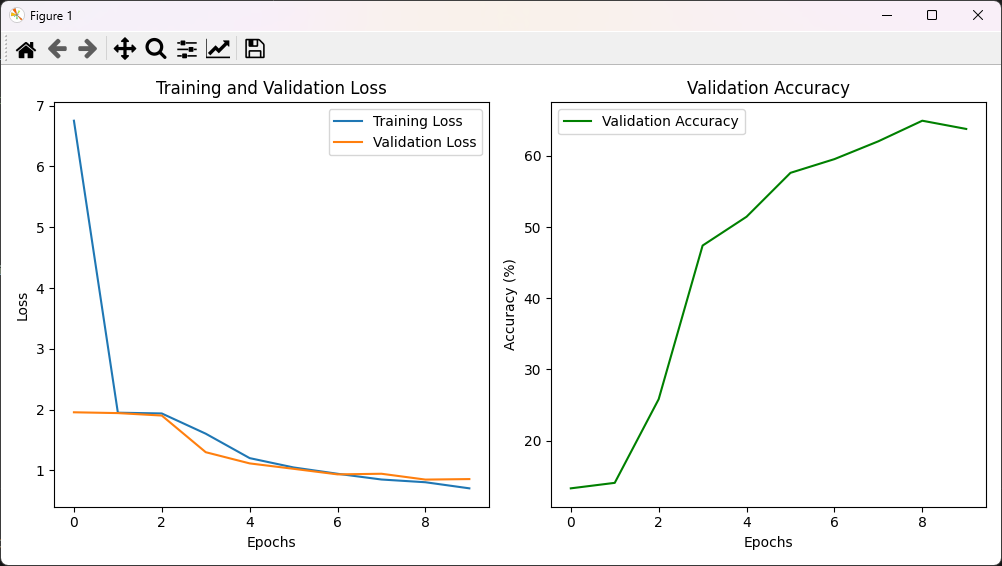 Figure 1
Training and Validation Loss
7
6
5
4
3
2
1
Loss
0
2
4
6
8
Epochs
Training Loss
Validation Loss
Validation Accuracy
60
50
40
30
20
Accuracy (%)
0
2
4
6
8
Epochs
Validation Accuracy